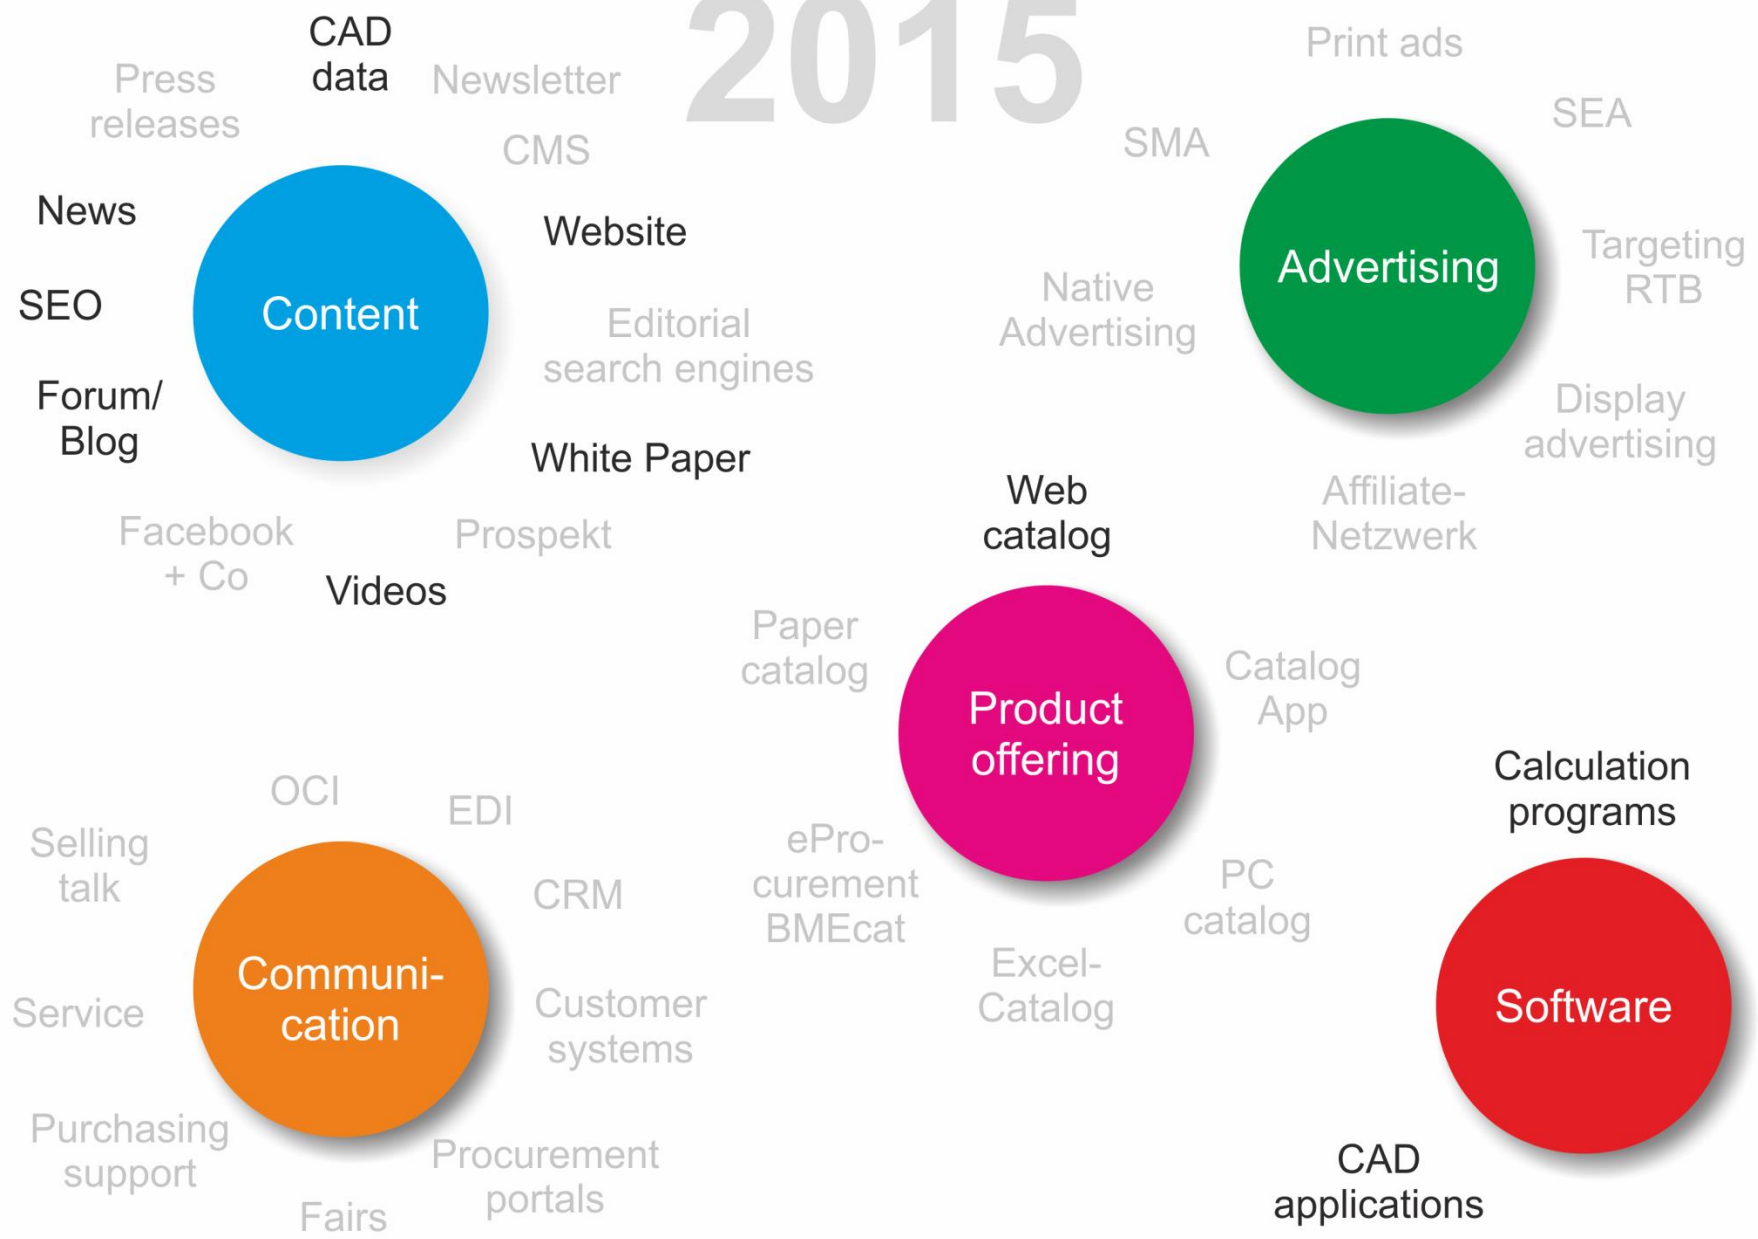 2015
CAD
data
Press
releases
Newsletter
CMS
News
Website
SEO
Content
Editorial
search engines
Forum/
Blog
White Paper
Facebook
+ Co
Prospekt
Videos
Print ads
SMA
SEA
Advertising
Targeting
RTB
Native
Advertising
Display
advertising
Affiliate-
Netzwerk
Web
catalog
Paper
catalog
Product
offering
Catalog
App
ePro-
curement
BMEcat
PC
catalog
Excel-
Catalog
OCI
EDI
Selling
talk
CRM
Communi-
cation
Service
Customer
systems
Purchasing
support
Procurement
portals
Fairs
Calculation
programs
Software
CAD
applications